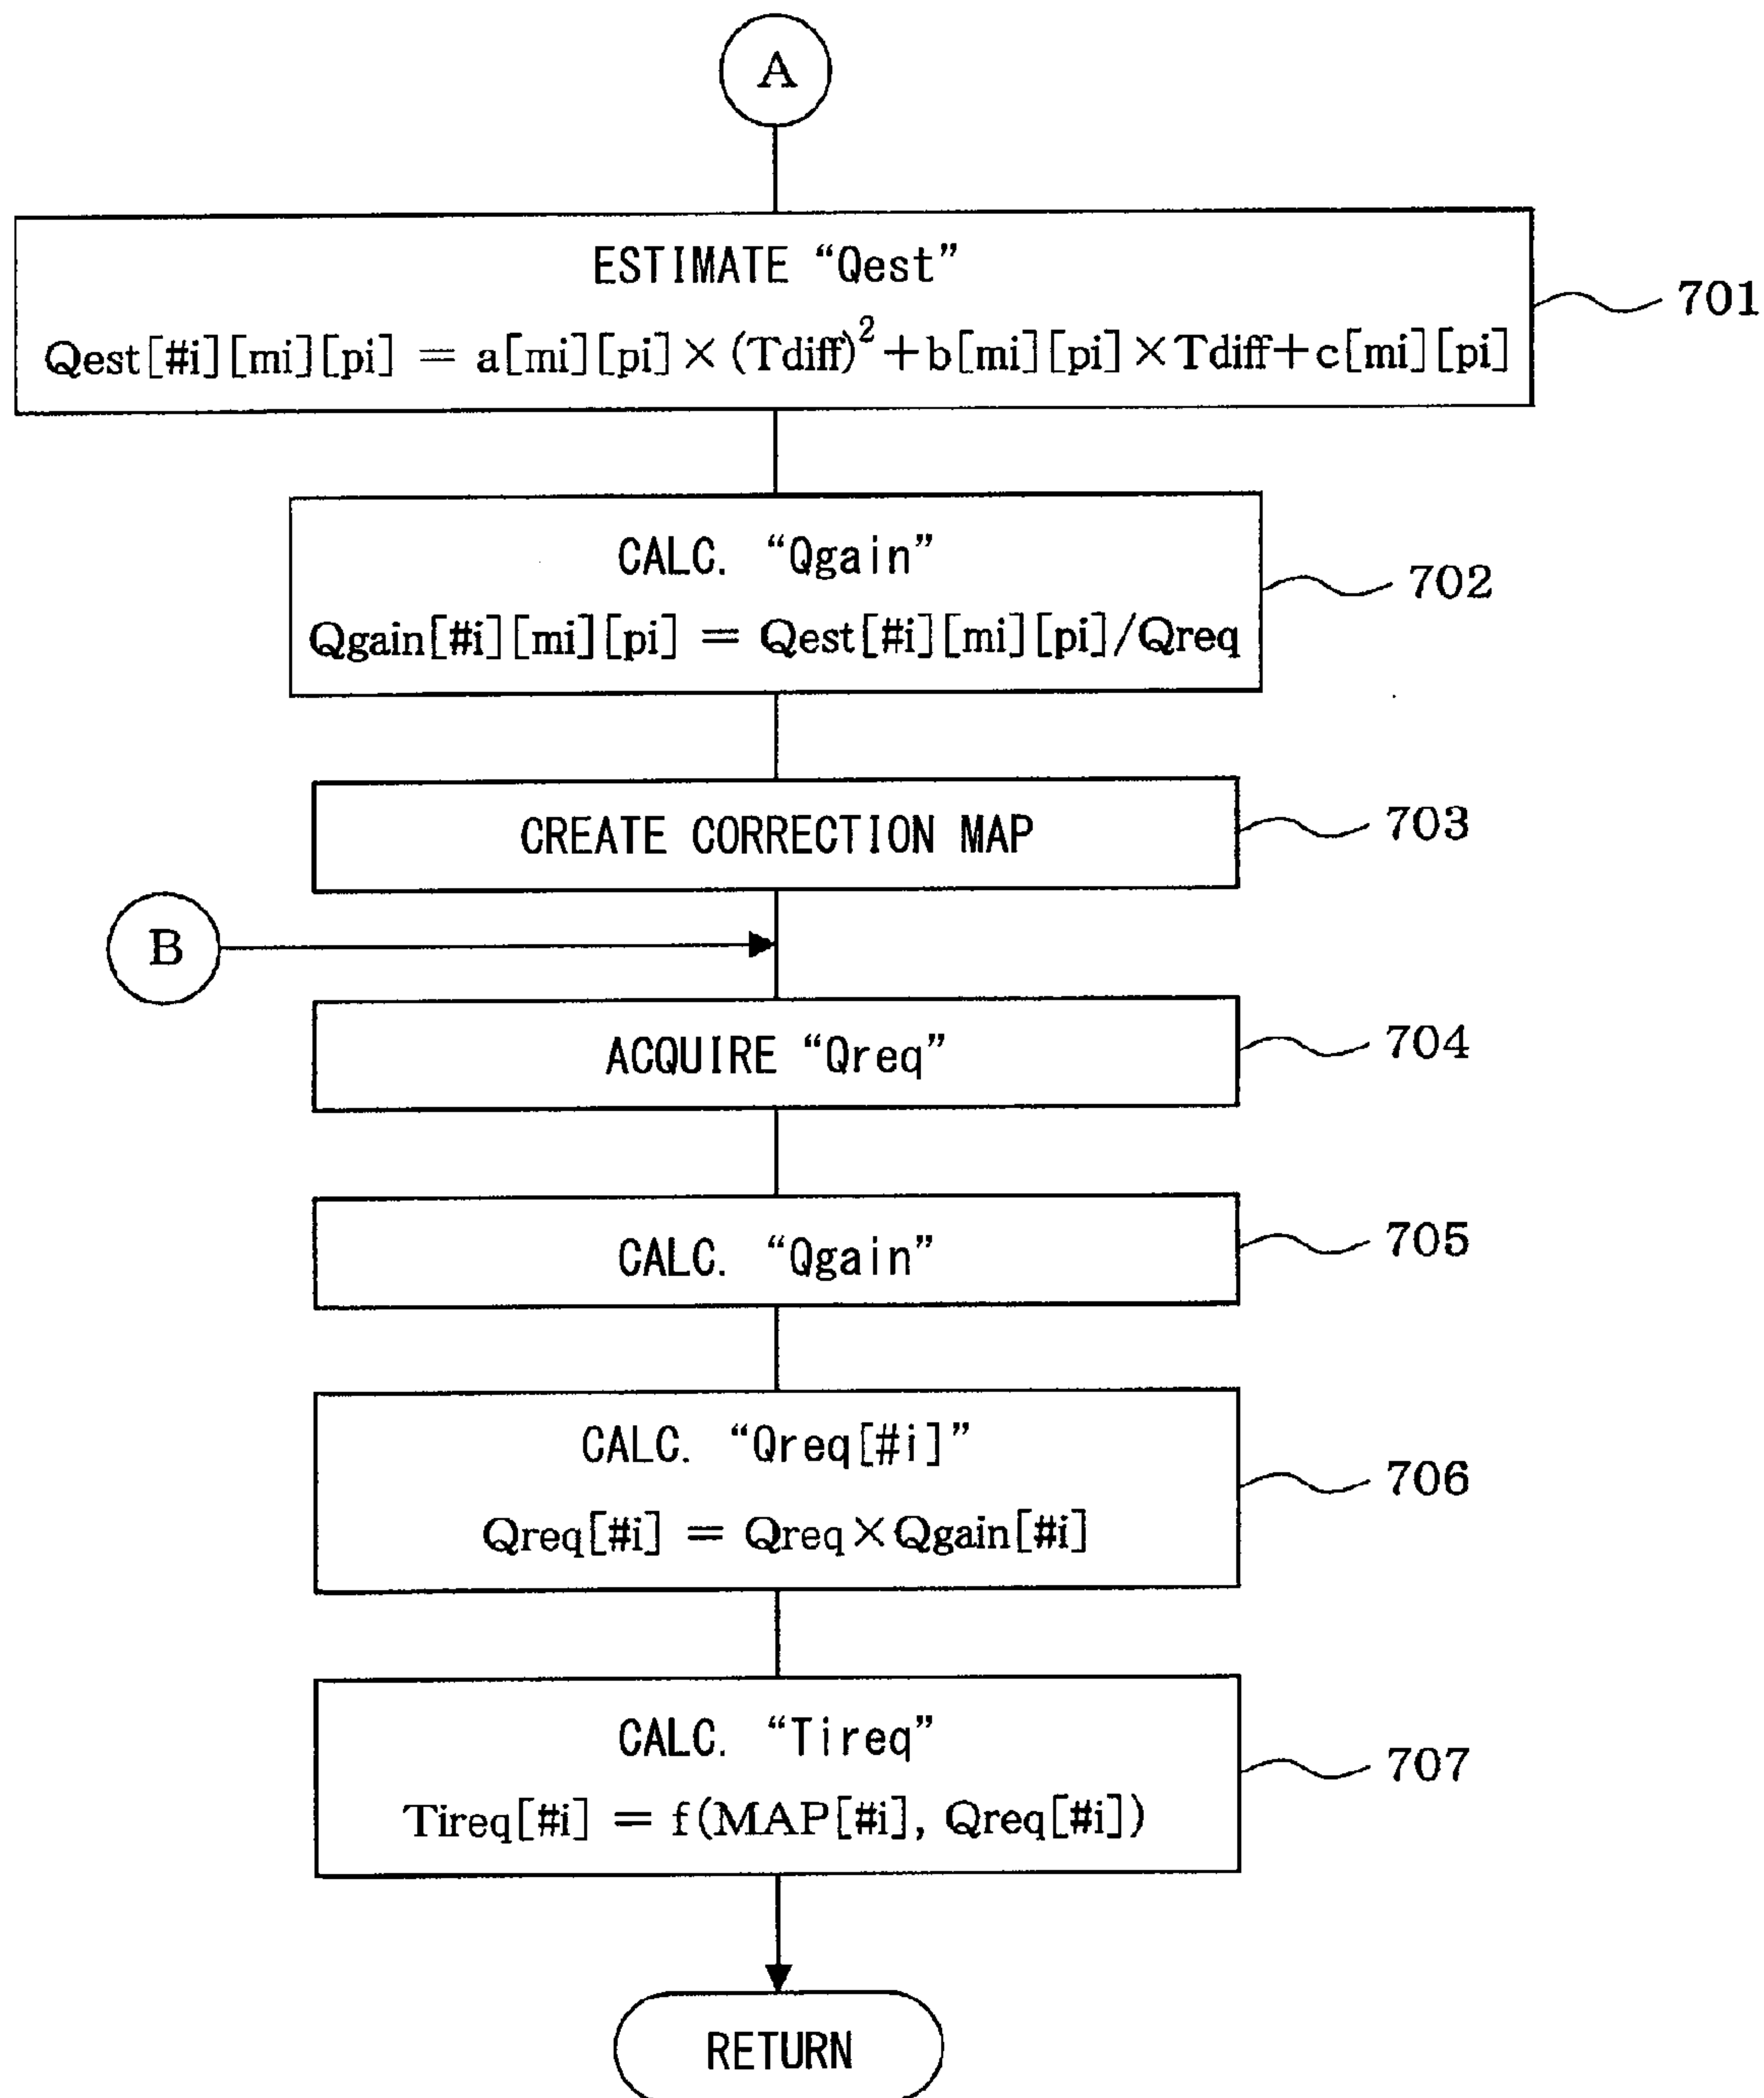 A
ESTIMATE “Qest”
Qest[#i][mi][pi] = a[mi][pi]×(Tdiff)²+b[mi][pi]×Tdiff+c[mi][pi]
701
CALC. “Qgain”
Qgain[#i][mi][pi] = Qest[#i][mi][pi]/Qreq
702
CREATE CORRECTION MAP
703
B
ACQUIRE “Qreq”
704
CALC. “Qgain”
705
CALC. “Qreq[#i]”
Qreq[#i] = Qreq×Qgain[#i]
706
CALC. “Tireq”
Tireq[#i] = f(MAP[#i], Qreq[#i])
707
RETURN